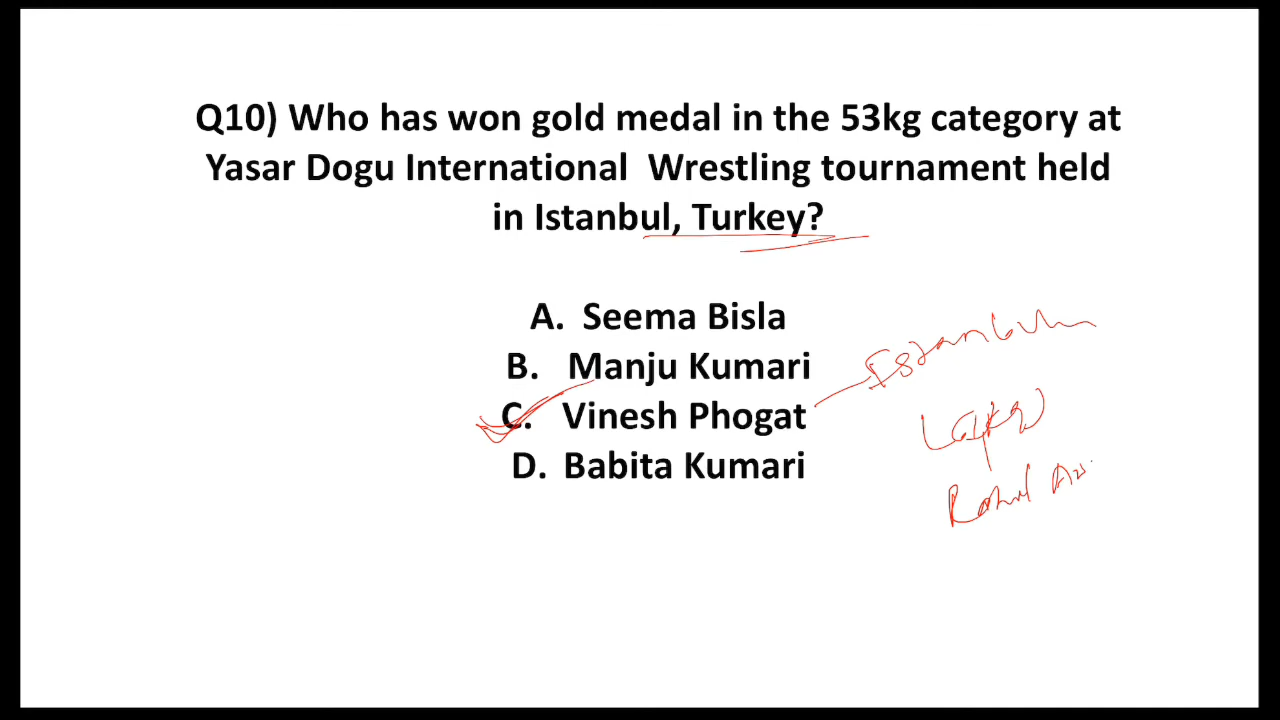 Q10) Who has won gold medal in the 53kg category at
Yasar Dogu International Wrestling tournament held
in Istanbul, Turkey?
A. Seema Bisla
B. Manju Kumari
C. Vinesh Phogat
D. Babita Kumari
Istanbul